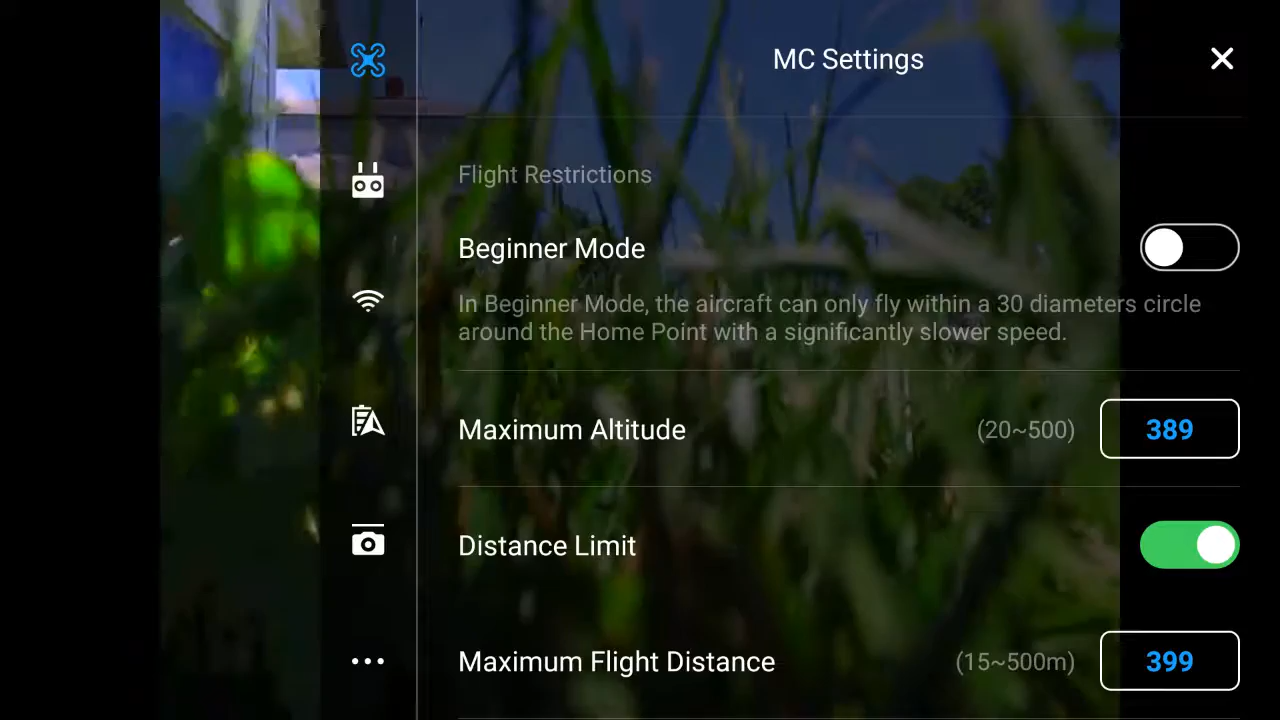 MC Settings
Flight Restrictions
Beginner Mode
In Beginner Mode, the aircraft can only fly within a 30 diameters circle
around the Home Point with a significantly slower speed.
Maximum Altitude (20~500) 389
Distance Limit
Maximum Flight Distance (15~500m) 399